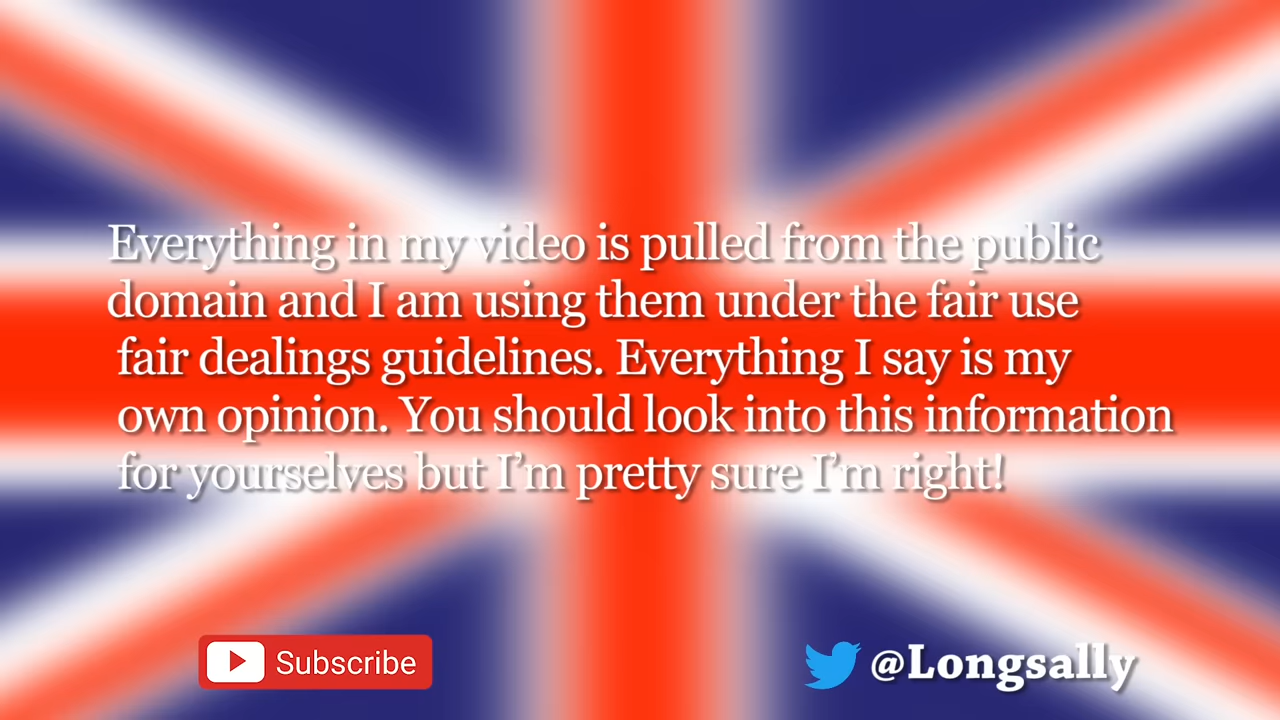 Everything in my video is pulled from the public
domain and I am using them under the fair use
fair dealings guidelines. Everything I say is my
own opinion. You should look into this information
for yourselves but I’m pretty sure I’m right!
Subscribe
@Longsally